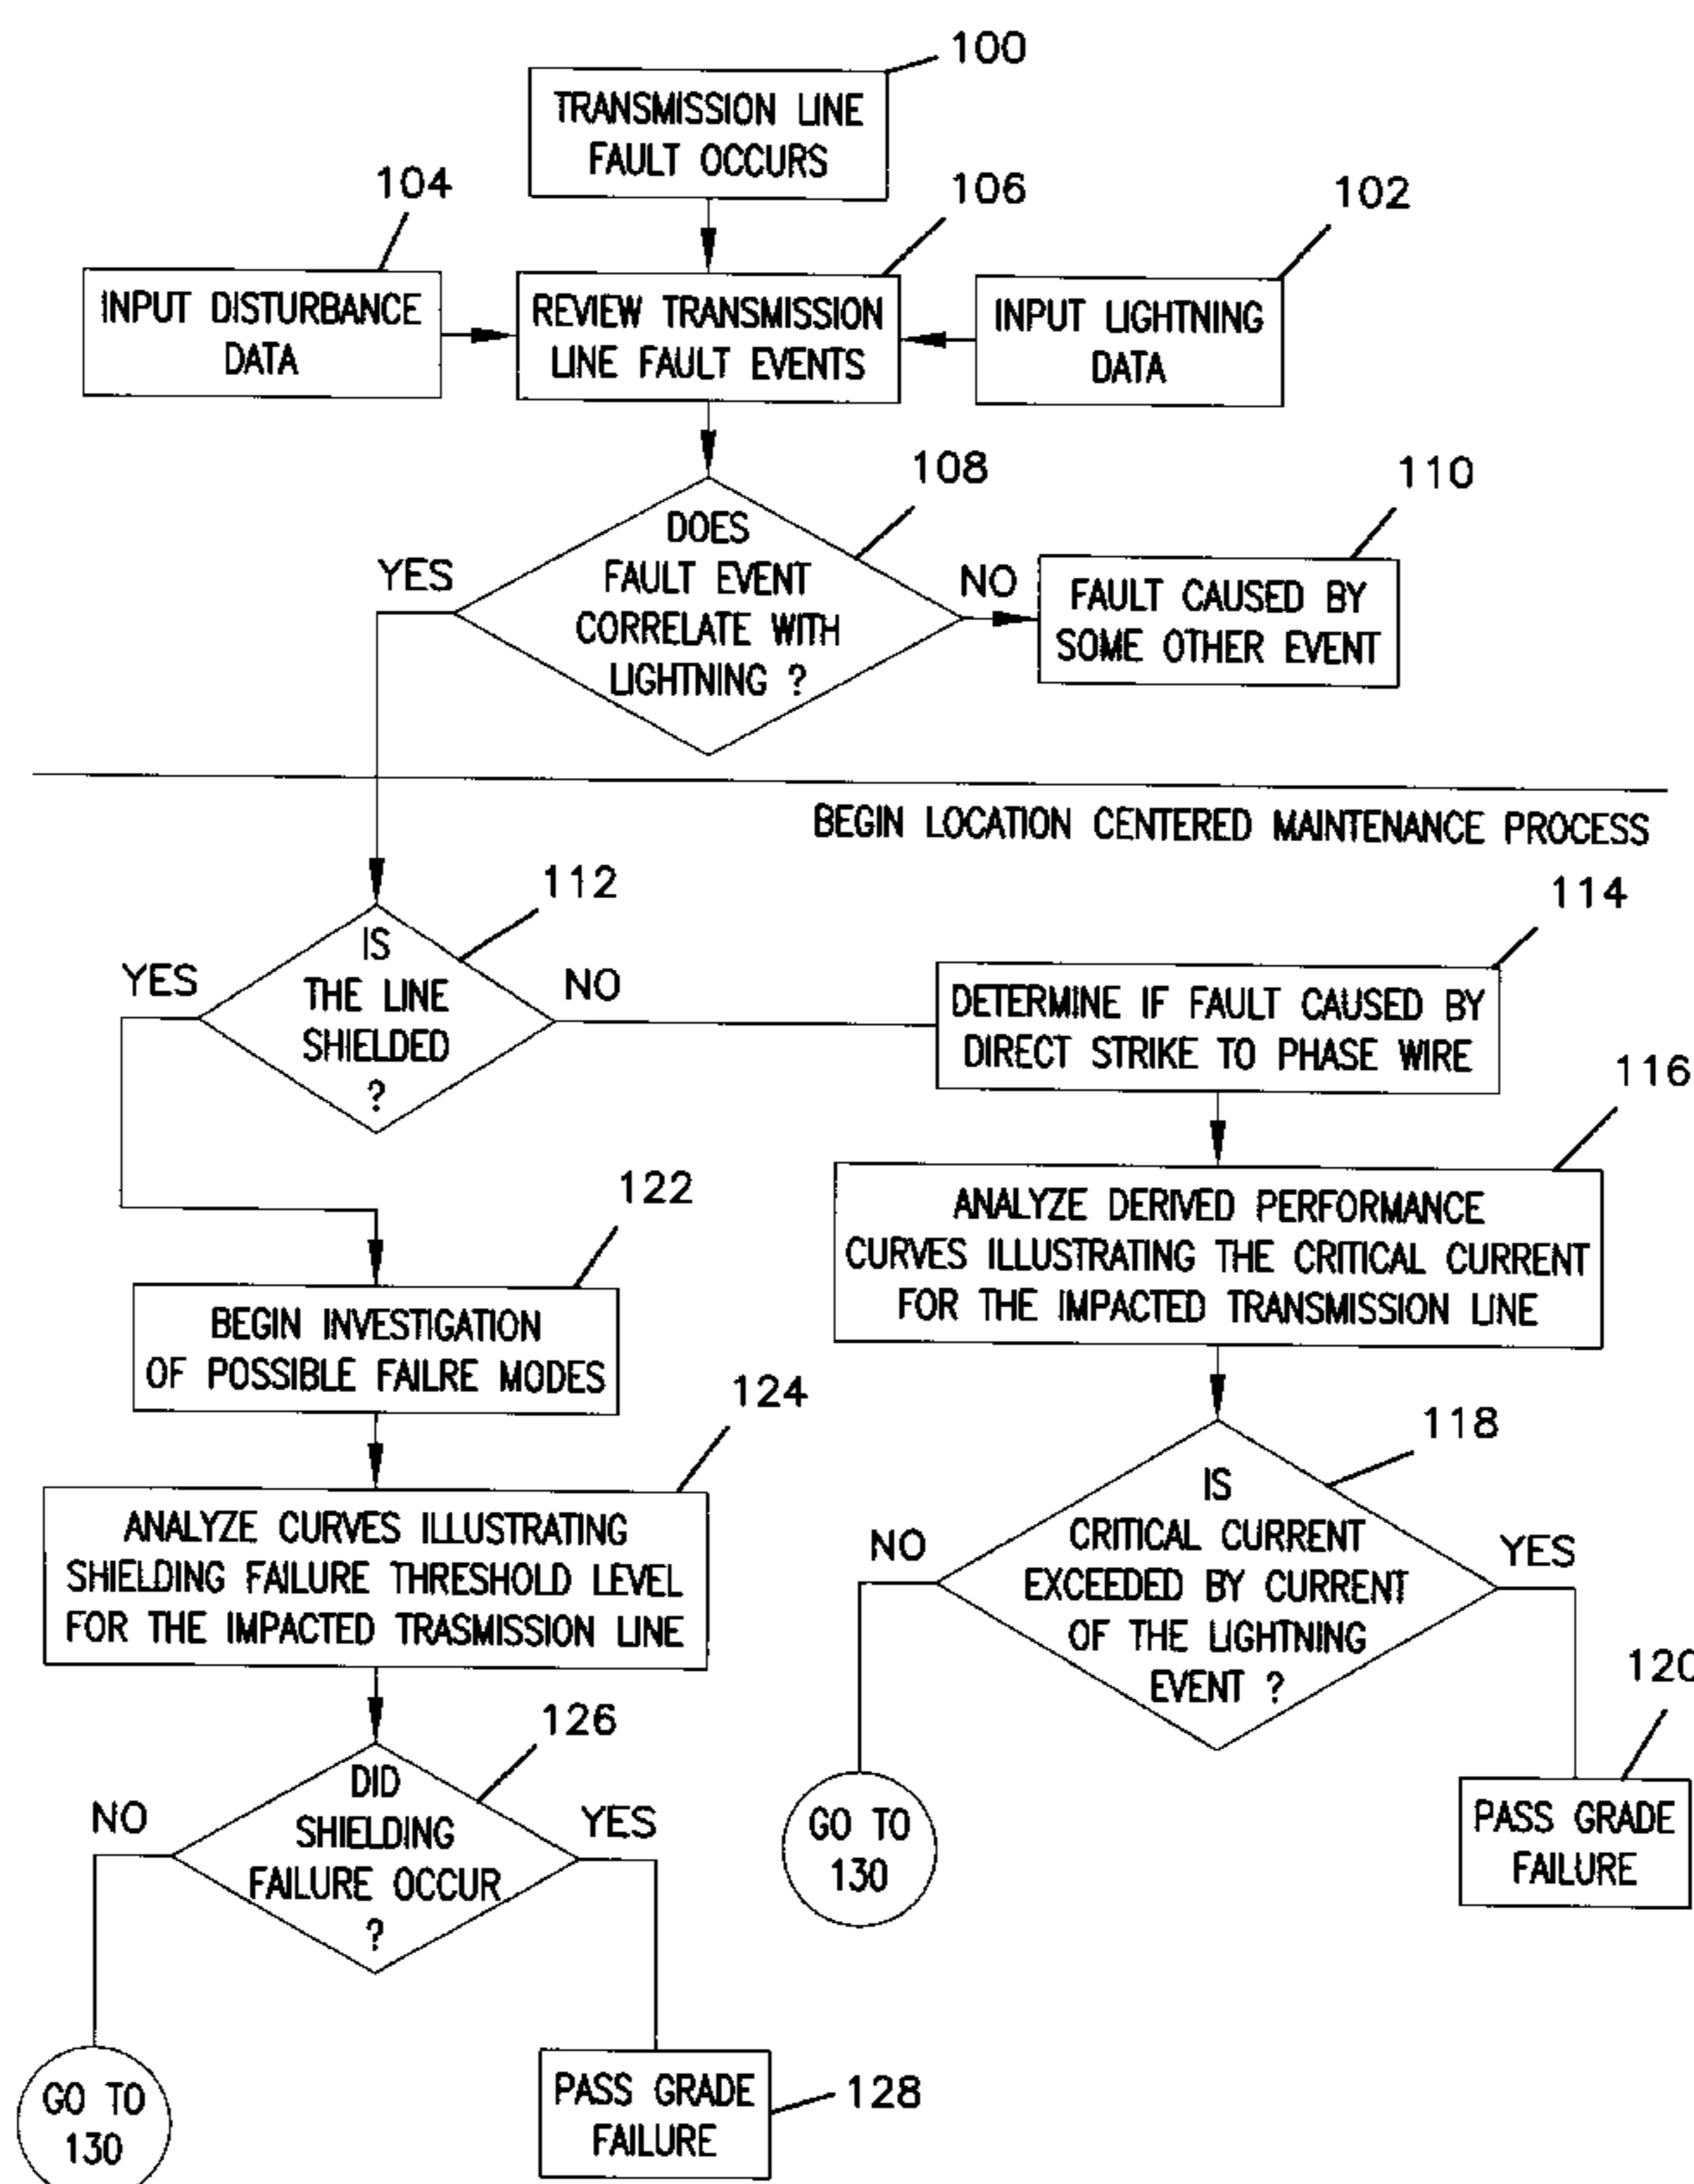 100
TRANSMISSION LINE
FAULT OCCURS
104
106
102
INPUT DISTURBANCE
DATA
REVIEW TRANSMISSION
LINE FAULT EVENTS
INPUT LIGHTNING
DATA
108
110
DOES
FAULT EVENT
CORRELATE WITH
LIGHTNING ?
YES
NO
FAULT CAUSED BY
SOME OTHER EVENT
BEGIN LOCATION CENTERED MAINTENANCE PROCESS
112
114
IS
THE LINE
SHIELDED
?
YES
NO
DETERMINE IF FAULT CAUSED BY
DIRECT STRIKE TO PHASE WIRE
116
122
ANALYZE DERIVED PERFORMANCE
CURVES ILLUSTRATING THE CRITICAL CURRENT
FOR THE IMPACTED TRANSMISSION LINE
BEGIN INVESTIGATION
OF POSSIBLE FAILRE MODES
124
118
ANALYZE CURVES ILLUSTRATING
SHIELDING FAILURE THRESHOLD LEVEL
FOR THE IMPACTED TRASMISSION LINE
IS
CRITICAL CURRENT
EXCEEDED BY CURRENT
OF THE LIGHTNING
EVENT ?
NO
YES
120
126
DID
SHIELDING
FAILURE OCCUR
?
NO
YES
GO TO
130
PASS GRADE
FAILURE
GO TO
130
PASS GRADE
FAILURE
128